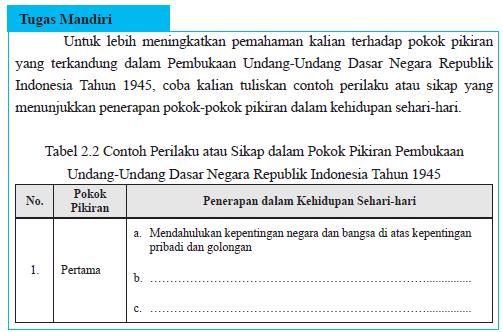 Tugas Mandiri
Untuk lebih meningkatkan pemahaman kalian terhadap pokok pikiran
yang terkandung dalam Pembukaan Undang-Undang Dasar Negara Republik
Indonesia Tahun 1945, coba kalian tuliskan contoh perilaku atau sikap yang
menunjukkan penerapan pokok-pokok pikiran dalam kehidupan sehari-hari.
Tabel 2.2 Contoh Perilaku atau Sikap dalam Pokok Pikiran Pembukaan
Undang-Undang Dasar Negara Republik Indonesia Tahun 1945
No. Pokok Pikiran Penerapan dalam Kehidupan Sehari-hari
1. Pertama
a. Mendahulukan kepentingan negara dan bangsa di atas kepentingan
pribadi dan golongan
b. ..............................................................................
c. ..............................................................................